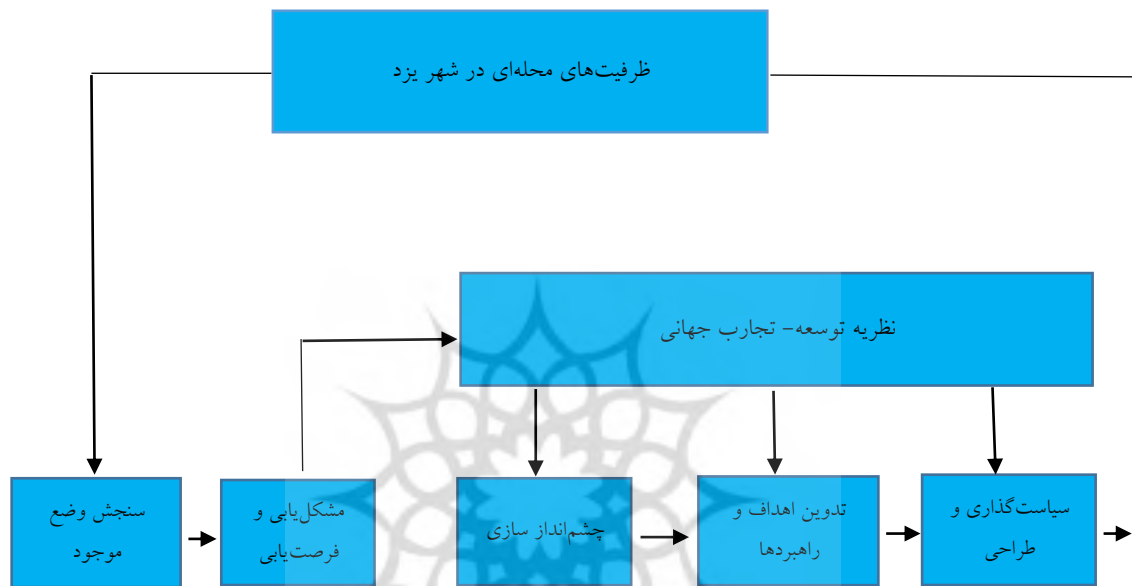 ظرفیت‌های محله‌ای در شهر یزد
نظریه توسعه- تجارب جهانی
سنجش وضع
موجود
مشکل‌یابی و
فرصت‌یابی
چشم‌انداز سازی
تدوین اهداف و
راهبردها
سیاست‌گذاری و
طراحی